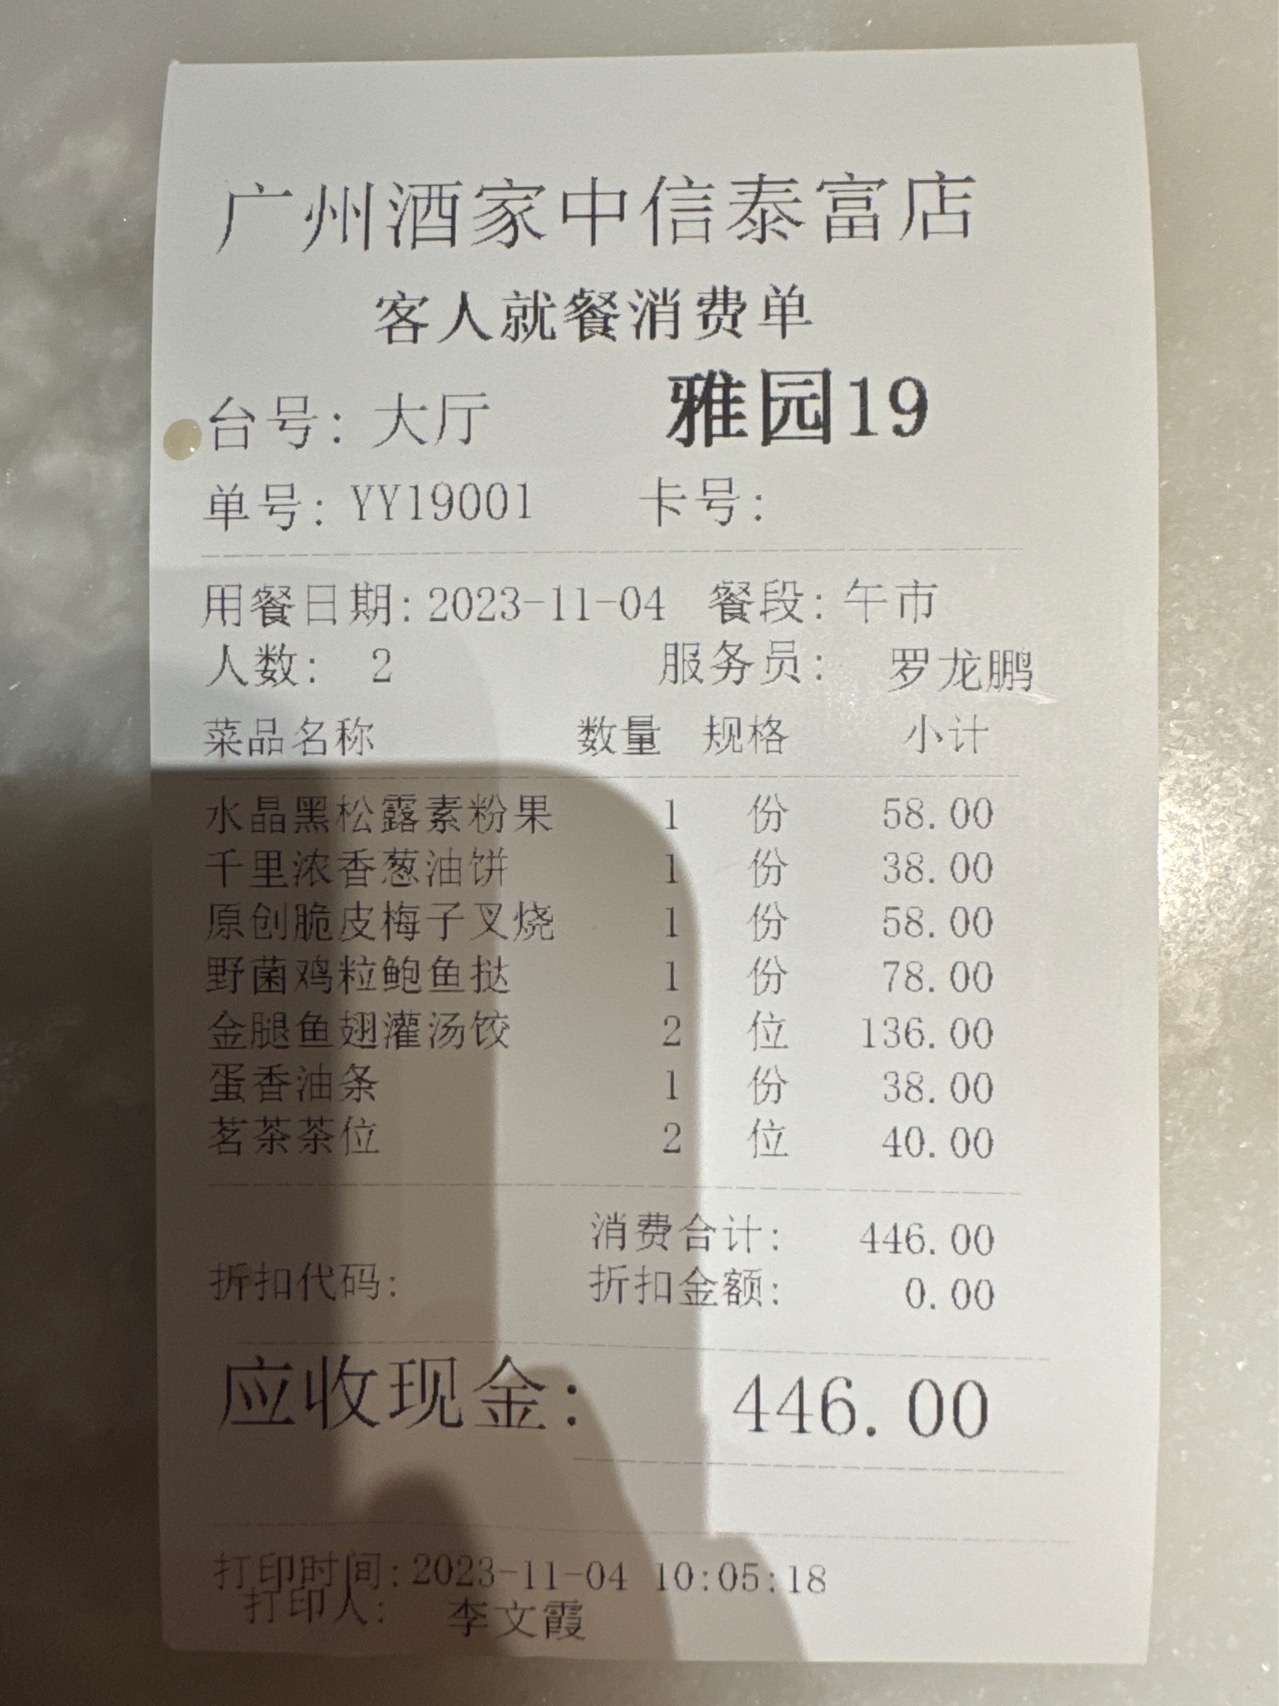 广州酒家中信泰富店
客人就餐消费单
台号: 大厅 雅园19
单号: YY19001 卡号:
用餐日期: 2023-11-04 餐段: 午市
人数: 2 服务员: 罗龙鹏
菜品名称 数量 规格 小计
水晶黑松露素粉果 1 份 58.00
千里浓香葱油饼 1 份 38.00
原创脆皮梅子叉烧 1 份 58.00
野菌鸡粒鲍鱼挞 1 份 78.00
金腿鱼翅灌汤饺 2 位 136.00
蛋香油条 1 份 38.00
茗茶茶位 2 位 40.00
消费合计: 446.00
折扣代码: 折扣金额: 0.00
应收现金: 446.00
打印时间: 2023-11-04 10:05:18
打印人: 李文霞